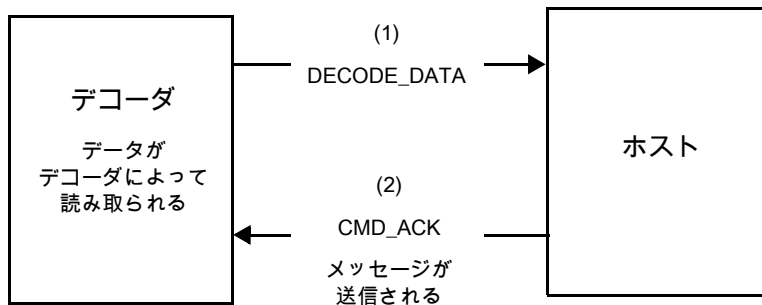 デコーダ
データが
デコーダによって
読み取られる
(1)
DECODE_DATA
(2)
CMD_ACK
メッセージが
送信される
ホスト